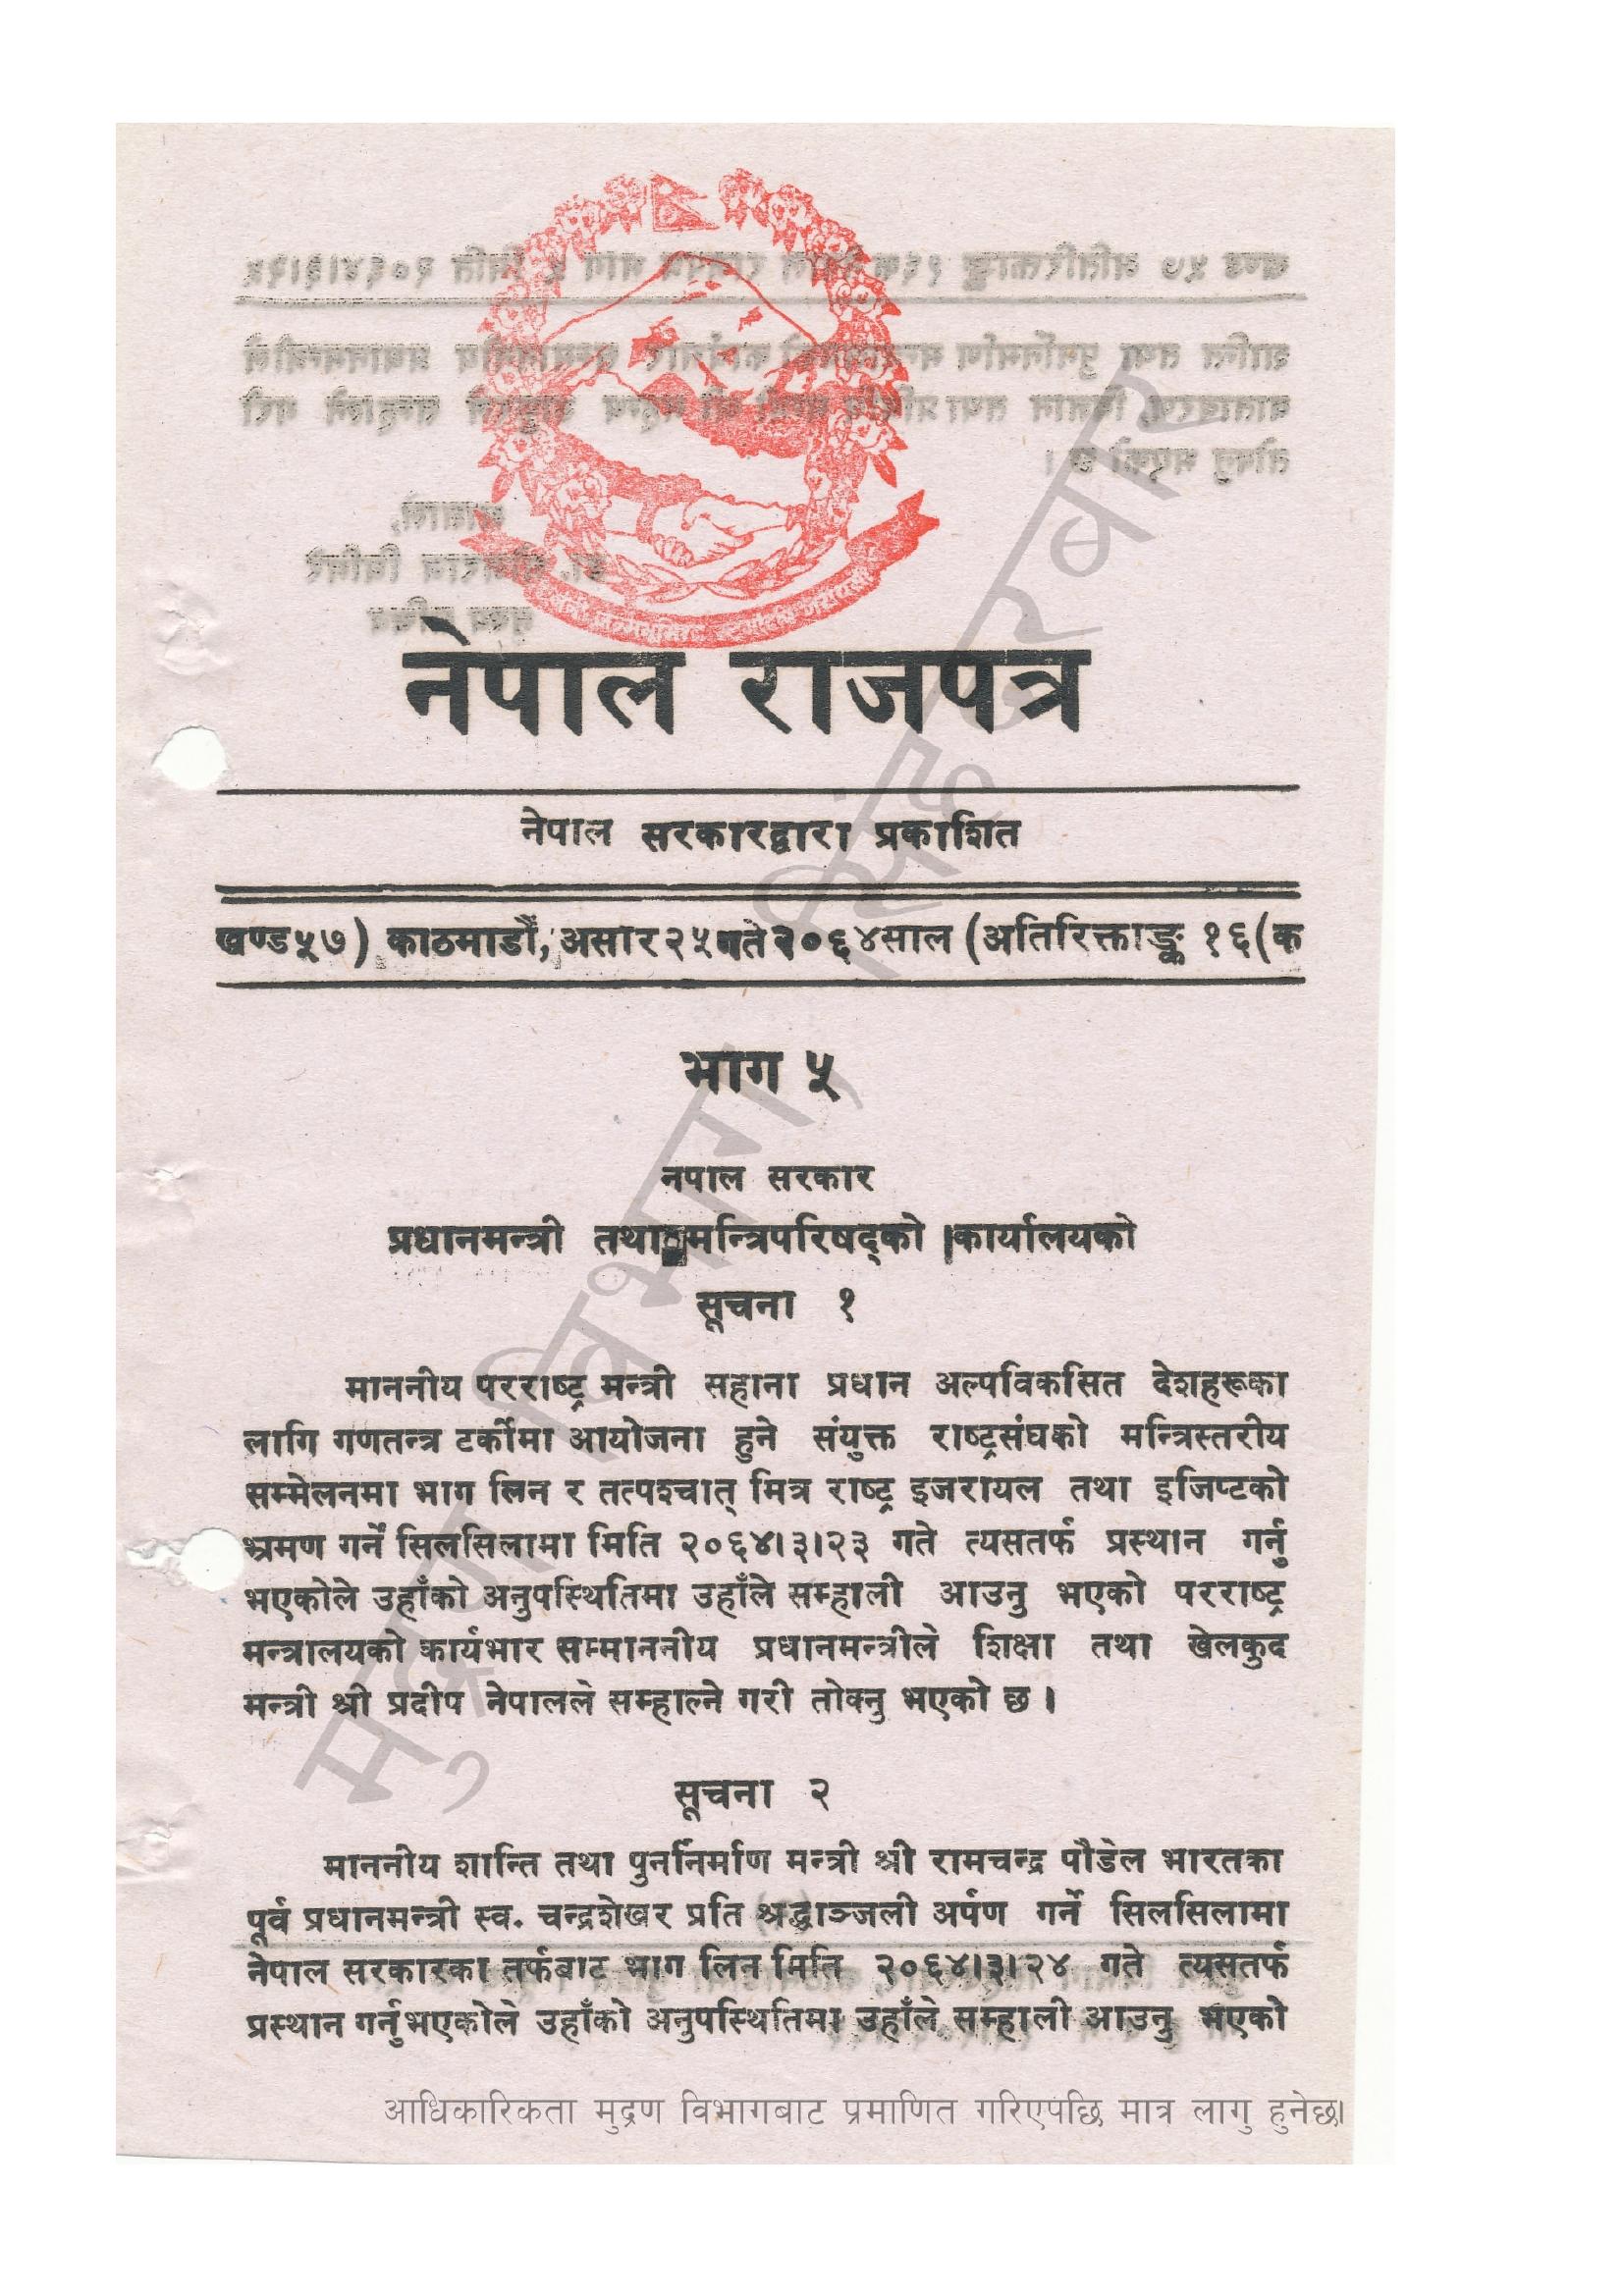 नेपाल राजपत्र
नेपाल सरकारद्वारा प्रकाशित
खण्ड ५७) काठमाडौं, असार २५ गते २०६४ साल (अतिरिक्ताङ्क १६(क
भाग ५
नपाल सरकार
प्रधानमन्त्री तथा मन्त्रिपरिषद्को कार्यालयको
सूचना १
माननीय परराष्ट्र मन्त्री सहाना प्रधान अल्पविकसित देशहरूका
लागि गणतन्त्र टर्कीमा आयोजना हुने संयुक्त राष्ट्रसंघको मन्त्रिस्तरीय
सम्मेलनमा भाग लिन र तत्पश्चात् मित्र राष्ट्र इजरायल तथा इजिप्टको
भ्रमण गर्ने सिलसिलामा मिति २०६४।३।२३ गते त्यसतर्फ प्रस्थान गर्नु
भएकोले उहाँको अनुपस्थितिमा उहाँले सम्हाली आउनु भएको परराष्ट्र
मन्त्रालयको कार्यभार सम्माननीय प्रधानमन्त्रीले शिक्षा तथा खेलकुद
मन्त्री श्री प्रदीप नेपालले सम्हाल्ने गरी तोक्नु भएको छ ।
सूचना २
माननीय शान्ति तथा पुनर्निर्माण मन्त्री श्री रामचन्द्र पौडेल भारतका
पूर्व प्रधानमन्त्री स्व. चन्द्रशेखर प्रति श्रद्धाञ्जली अर्पण गर्ने सिलसिलामा
नेपाल सरकारका तर्फबाट भाग लिन मिति २०६४।३।२४ गते त्यसतर्फ
प्रस्थान गर्नुभएकोले उहाँको अनुपस्थितिमा उहाँले सम्हाली आउनु भएको
मुद्रण विभाग, सिंहदरबार
आधिकारिकता मुद्रण विभागबाट प्रमाणित गरिएपछि मात्र लागु हुनेछ।